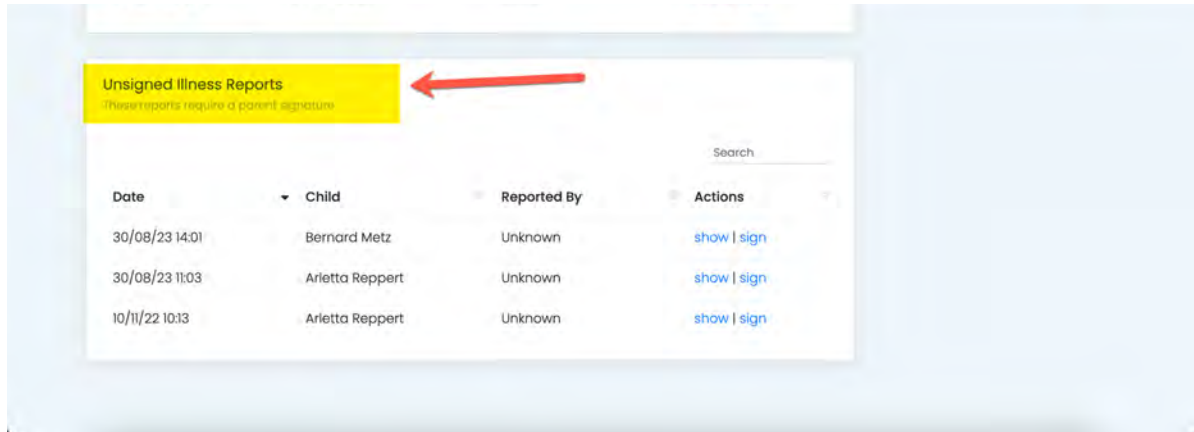 Unsigned Illness Reports
These reports require a parent signature
Search
Date Child Reported By Actions
30/08/23 14:01 Bernard Metz Unknown show | sign
30/08/23 11:03 Arletta Reppert Unknown show | sign
10/11/22 10:13 Arletta Reppert Unknown show | sign